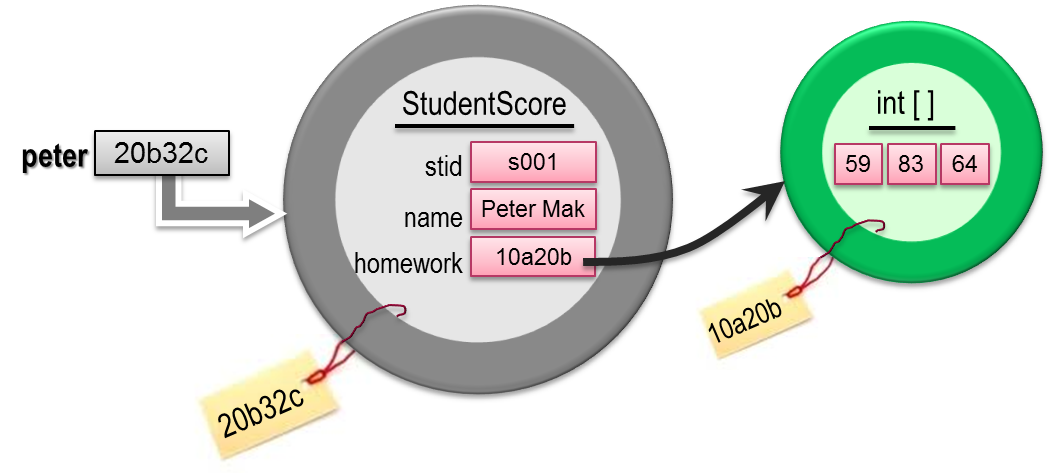 peter 20b32c
StudentScore
stid s001
name Peter Mak
homework 10a20b
20b32c
int [ ]
59 83 64
10a20b